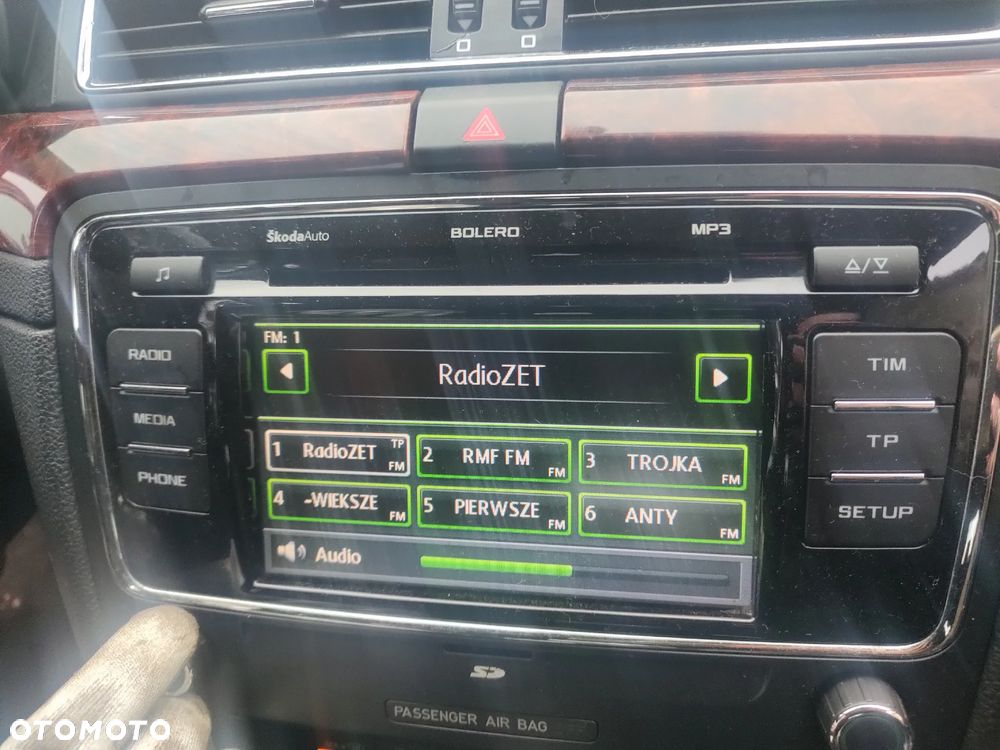 ŠkodaAuto BOLERO MP3
RADIO
MEDIA
PHONE
FM: 1
RadioZET
1 RadioZET TP FM
2 RMF FM FM
3 TROJKA FM
4 -WIEKSZE FM
5 PIERWSZE FM
6 ANTY FM
Audio
TIM
TP
SETUP
SD
PASSENGER AIR BAG
OTOMOTO